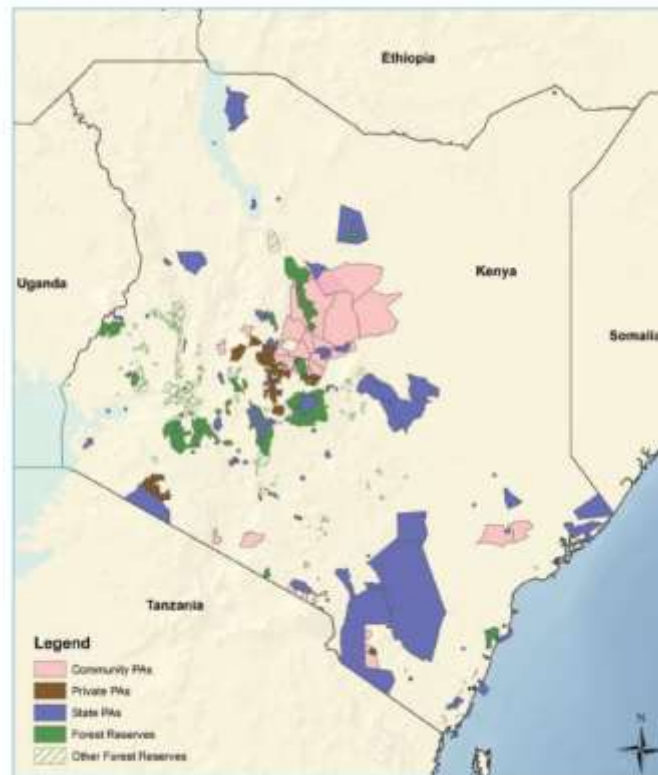 Ethiopia
Uganda
Kenya
Somalia
Tanzania
Legend
Community PAs
Private PAs
State PAs
Forest Reserves
Other Forest Reserves
N